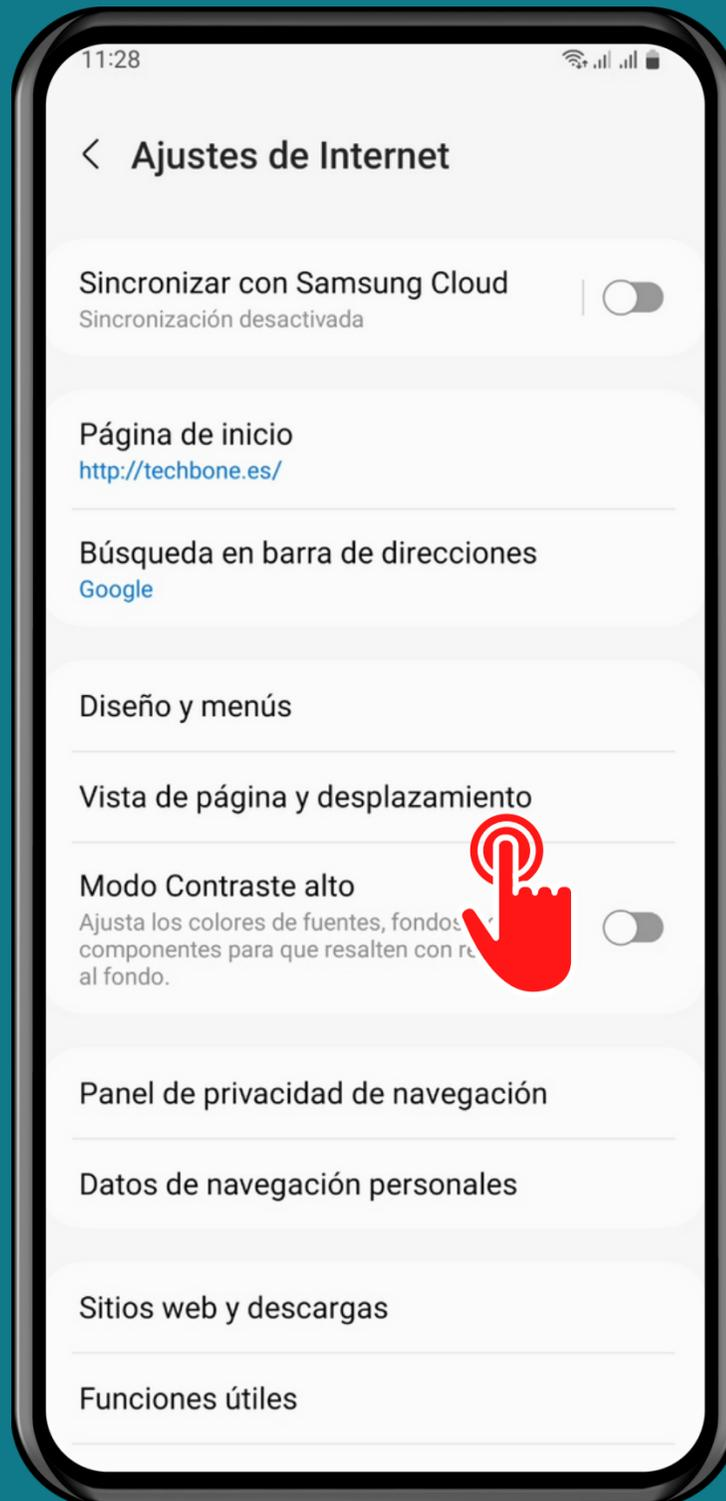 11:28
Ajustes de Internet
Sincronizar con Samsung Cloud
Sincronización desactivada
Página de inicio
http://techbone.es/
Búsqueda en barra de direcciones
Google
Diseño y menús
Vista de página y desplazamiento
Modo Contraste alto
Ajusta los colores de fuentes, fondos
componentes para que resalten con
al fondo.
Panel de privacidad de navegación
Datos de navegación personales
Sitios web y descargas
Funciones útiles